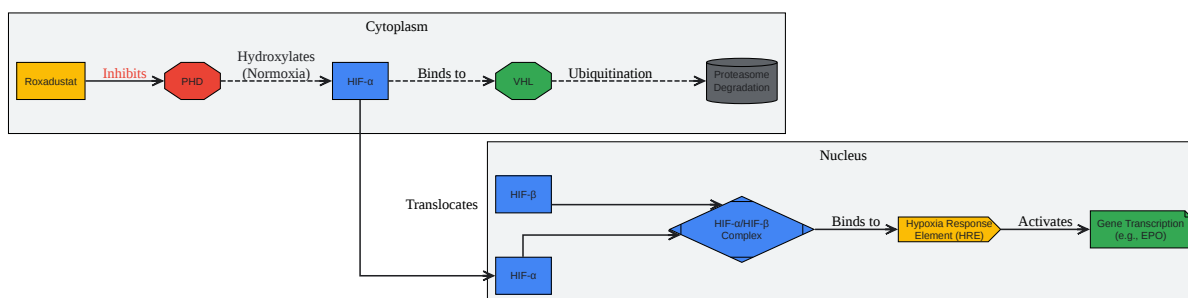 Cytoplasm
Roxadustat
Inhibits
PHD
Hydroxylates
(Normoxia)
HIF-α
Binds to
VHL
Ubiquitination
Proteasome
Degradation
Nucleus
Translocates
HIF-β
HIF-α
HIF-α/HIF-β
Complex
Binds to
Hypoxia Response
Element (HRE)
Activates
Gene Transcription
(e.g., EPO)